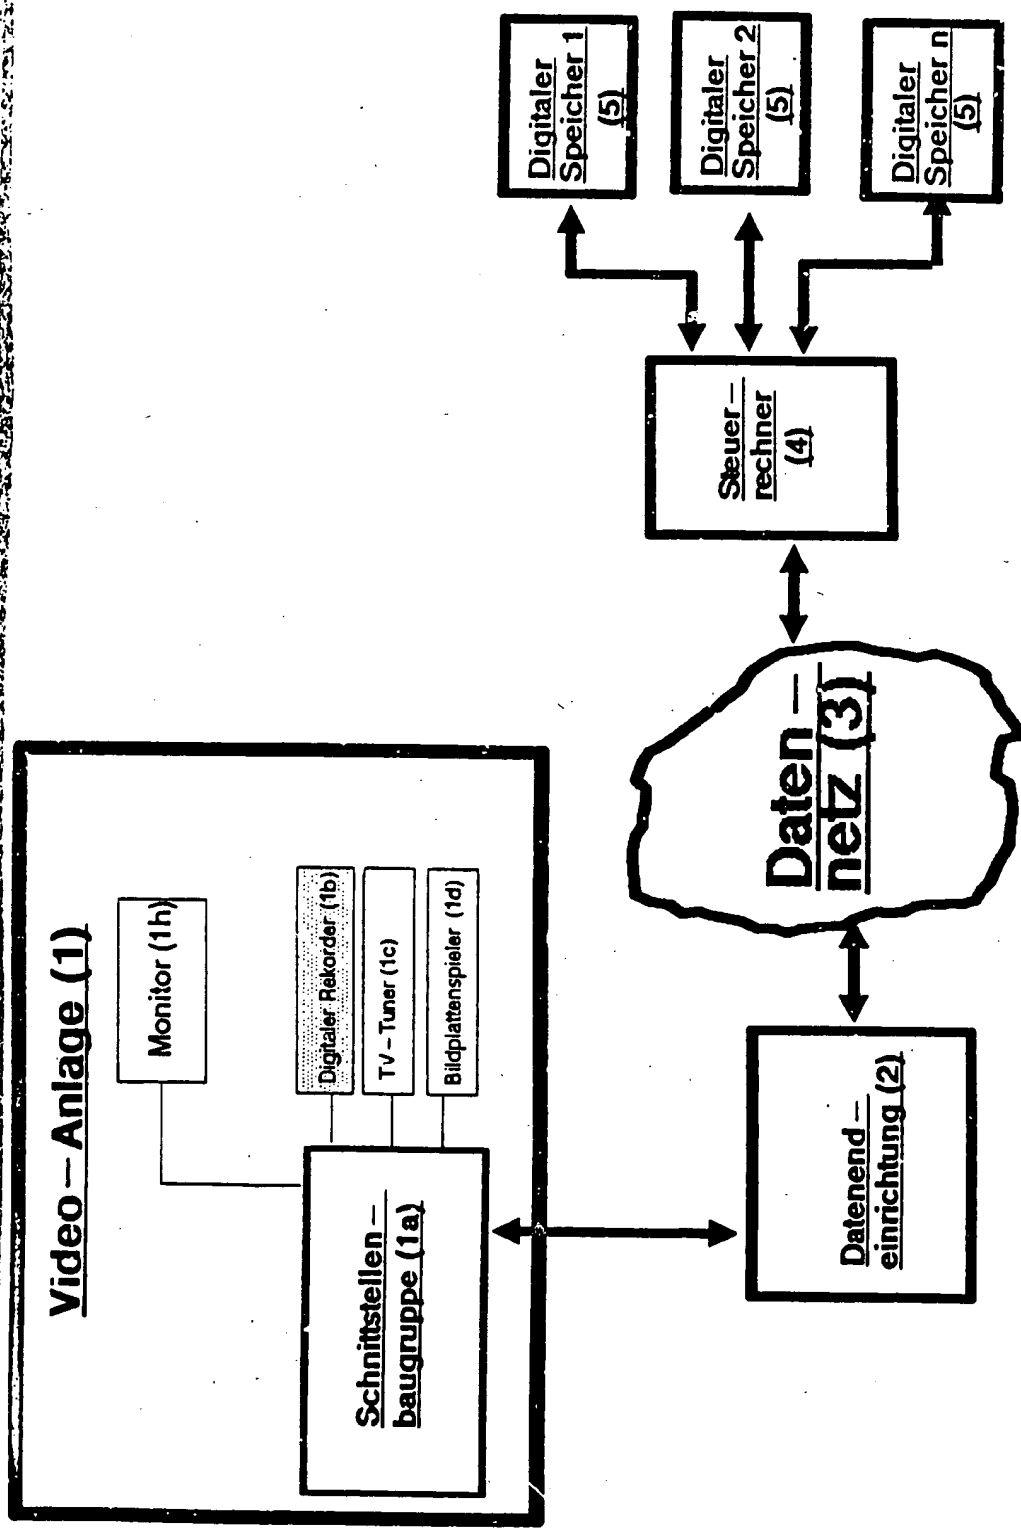 Video–Anlage (1)
Monitor (1h)
Digitaler Rekorder (1b)
TV–Tuner (1c)
Bildplattenspieler (1d)
Schnittstellen–
baugruppe (1a)
Datenend–
einrichtung (2)
Daten–
netz (3)
Steuer–
rechner
(4)
Digitaler
Speicher 1
(5)
Digitaler
Speicher 2
(5)
Digitaler
Speicher n
(5)